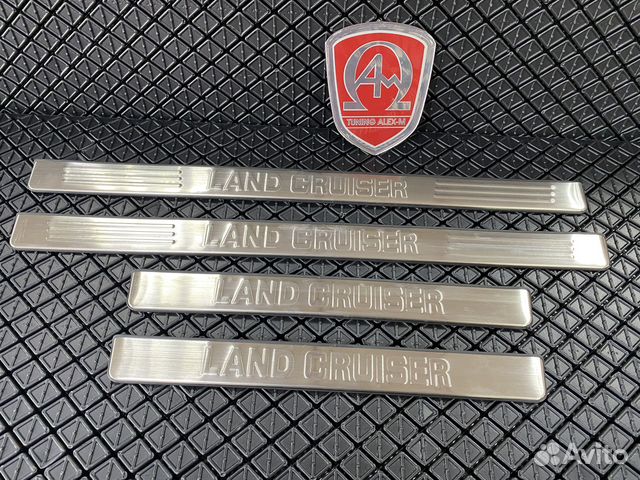 AM
TUNING ALEX-M
LAND CRUISER
LAND CRUISER
LAND CRUISER
LAND CRUISER
Avito